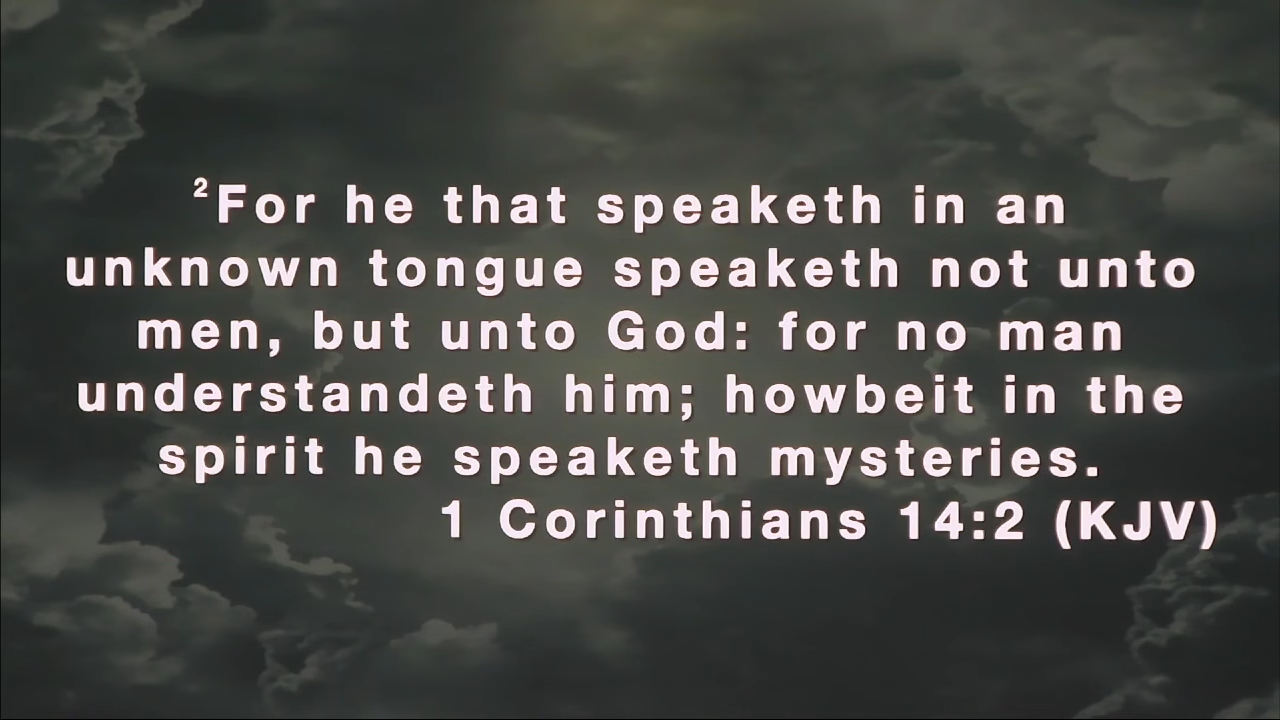 ²For he that speaketh in an
unknown tongue speaketh not unto
men, but unto God: for no man
understandeth him; howbeit in the
spirit he speaketh mysteries.
1 Corinthians 14:2 (KJV)